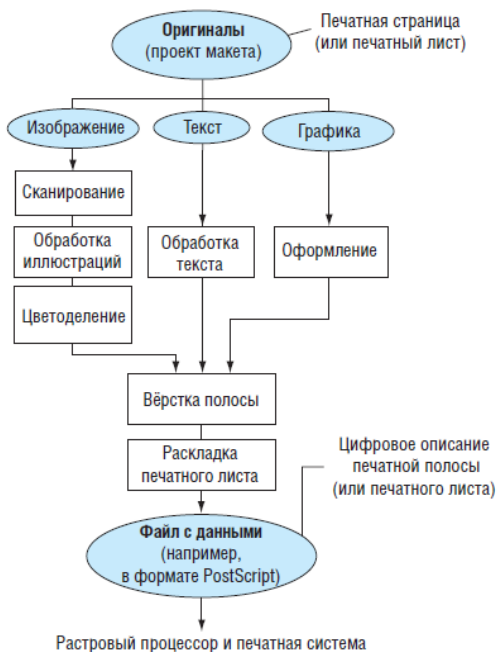 Оригиналы
(проект макета)
Печатная страница
(или печатный лист)
Изображение
Текст
Графика
Сканирование
Обработка
иллюстраций
Цветоделение
Обработка
текста
Оформление
Вёрстка полосы
Раскладка
печатного листа
Цифровое описание
печатной полосы
(или печатного листа)
Файл с данными
(например,
в формате PostScript)
Растровый процессор и печатная система